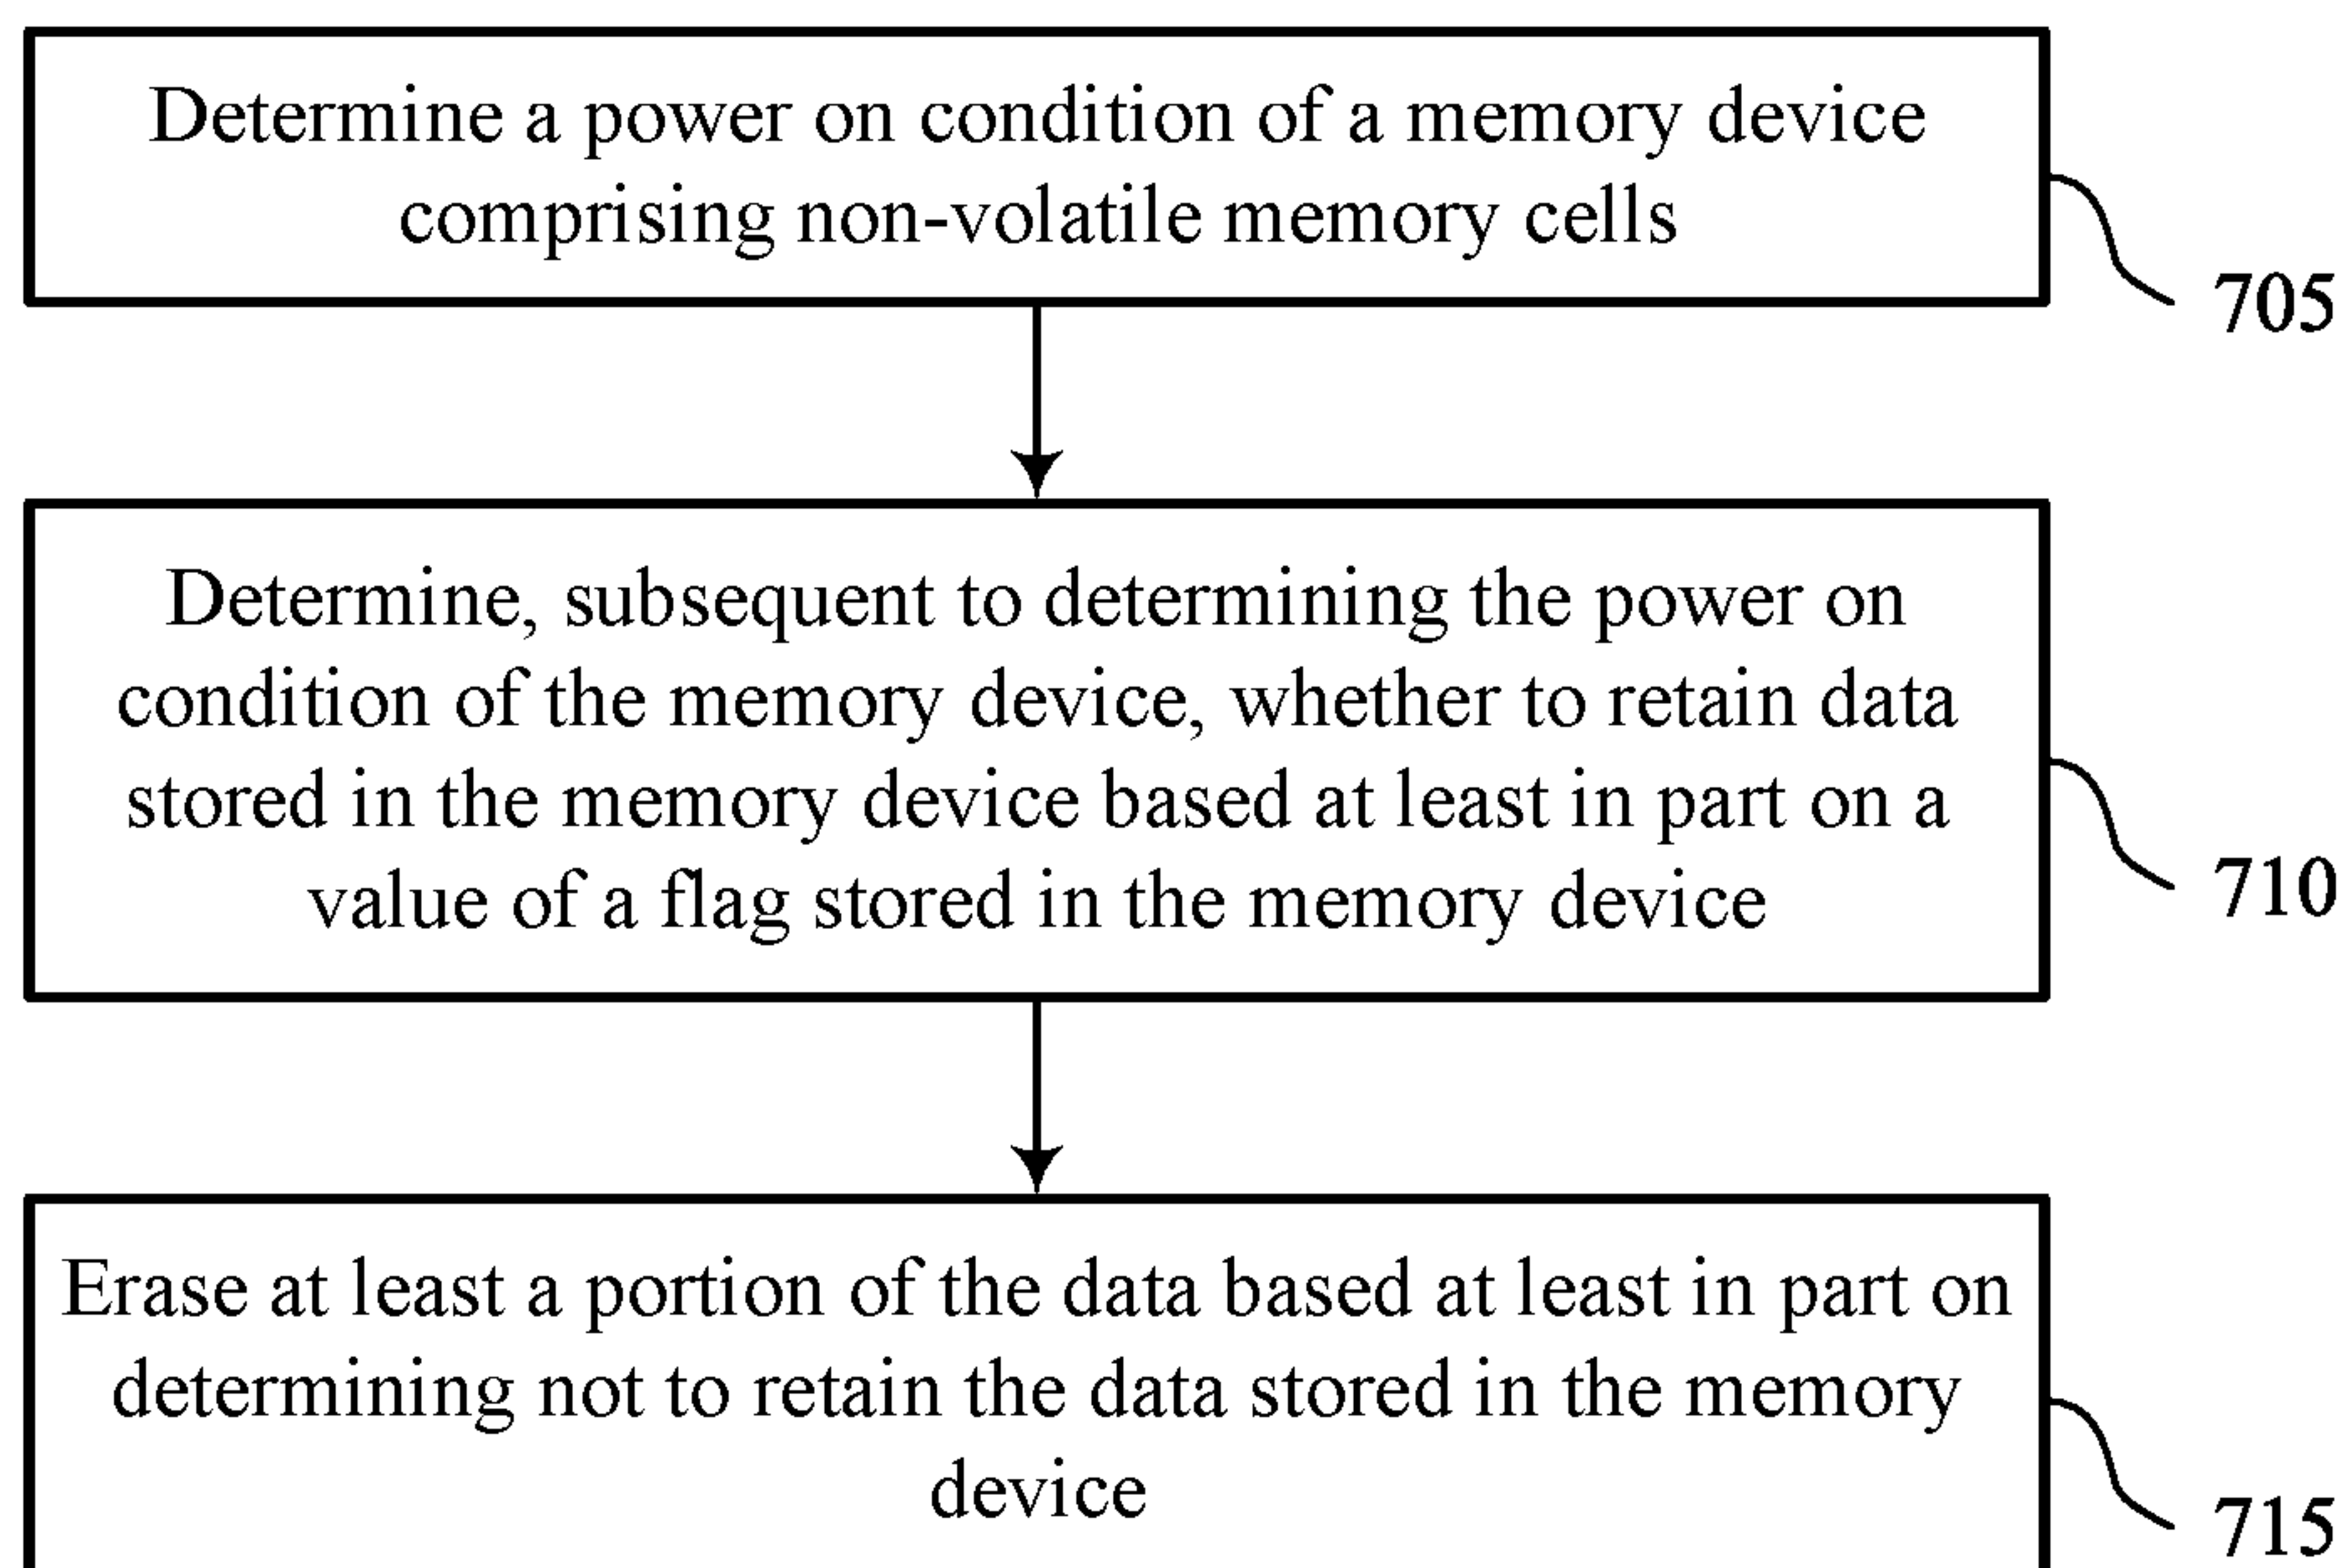 Determine a power on condition of a memory device
comprising non-volatile memory cells
705
Determine, subsequent to determining the power on
condition of the memory device, whether to retain data
stored in the memory device based at least in part on a
value of a flag stored in the memory device
710
Erase at least a portion of the data based at least in part on
determining not to retain the data stored in the memory
device
715